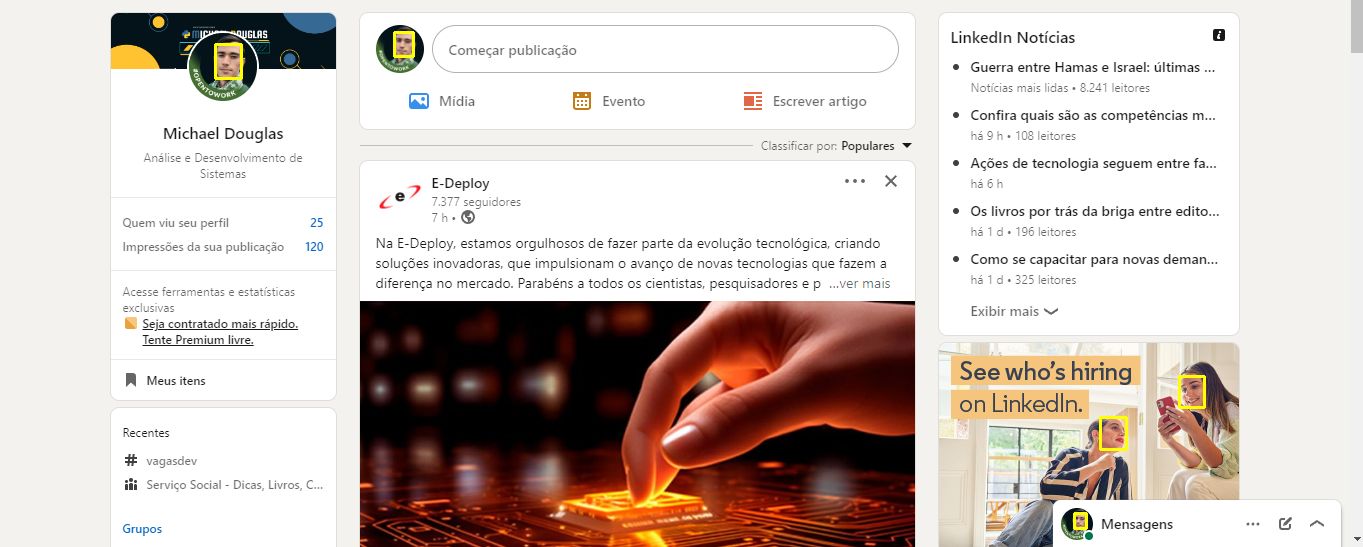 MICHAEL DOUGLAS
#OPENTOWORK
Michael Douglas
Análise e Desenvolvimento de
Sistemas
Quem viu seu perfil 25
Impressões da sua publicação 120
Acesse ferramentas e estatísticas
exclusivas
Seja contratado mais rápido.
Tente Premium livre.
Meus itens
Recentes
# vagasdev
Serviço Social - Dicas, Livros, C...
Grupos
Começar publicação
Mídia
Evento
Escrever artigo
Classificar por: Populares
e
E-Deploy
7.377 seguidores
7 h •
Na E-Deploy, estamos orgulhosos de fazer parte da evolução tecnológica, criando
soluções inovadoras, que impulsionam o avanço de novas tecnologias que fazem a
diferença no mercado. Parabéns a todos os cientistas, pesquisadores e p ...ver mais
LinkedIn Notícias
Guerra entre Hamas e Israel: últimas ...
Notícias mais lidas • 8.241 leitores
Confira quais são as competências m...
há 9 h • 108 leitores
Ações de tecnologia seguem entre fa...
há 6 h
Os livros por trás da briga entre edito...
há 1 d • 196 leitores
Como se capacitar para novas deman...
há 1 d • 325 leitores
Exibir mais
See who's hiring
on LinkedIn.
Mensagens